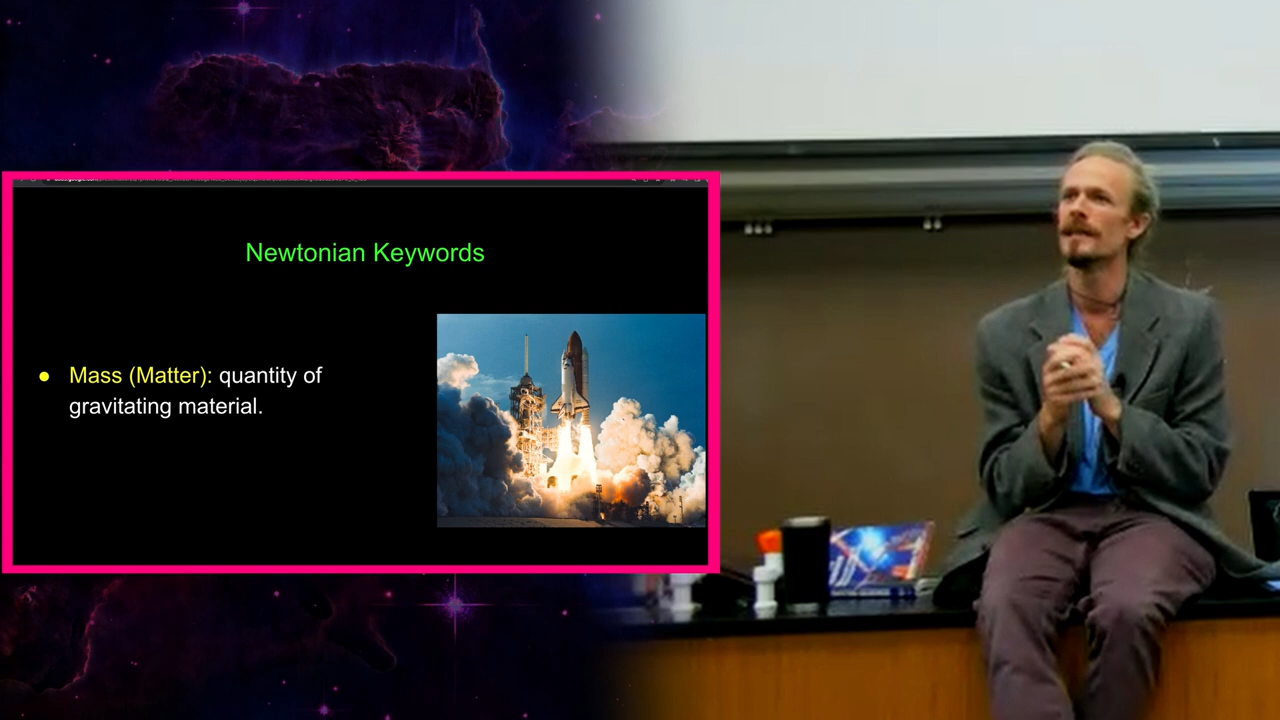 Newtonian Keywords
● Mass (Matter): quantity of
gravitating material.